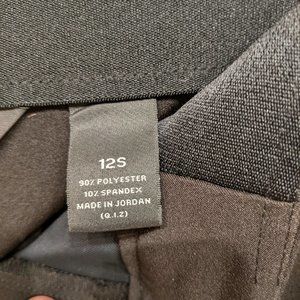 12S
90% POLYESTER
10% SPANDEX
MADE IN JORDAN
(Q.I.Z)